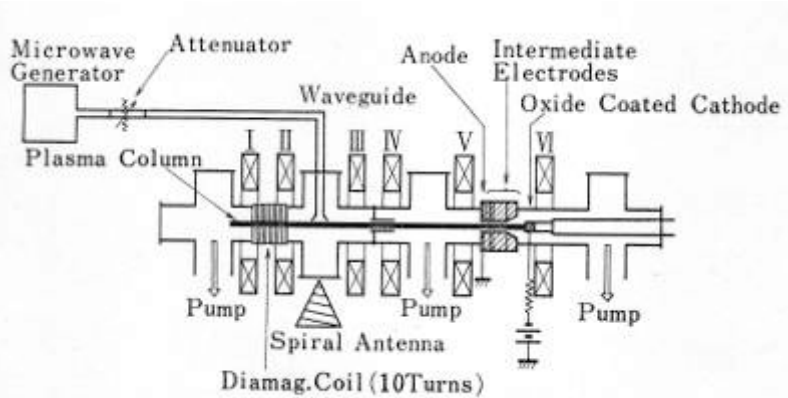 Microwave
Generator
Attenuator
Waveguide
Anode
Intermediate
Electrodes
Oxide Coated Cathode
Plasma Column
I
II
III
IV
V
VI
Pump
Spiral Antenna
Pump
Pump
Diamag.Coil(10Turns)